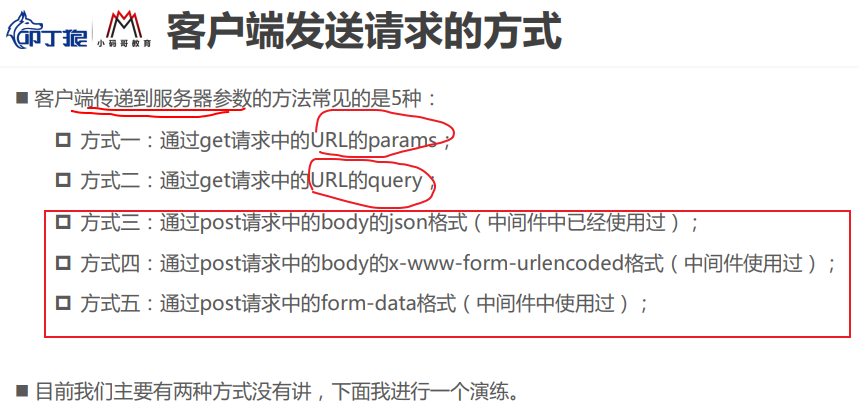 叩丁狼
小码哥教育
客户端发送请求的方式
■ 客户端传递到服务器参数的方法常见的是5种：
方式一：通过get请求中的URL的params；
方式二：通过get请求中的URL的query；
方式三：通过post请求中的body的json格式（中间件中已经使用过）；
方式四：通过post请求中的body的x-www-form-urlencoded格式（中间件使用过）；
方式五：通过post请求中的form-data格式（中间件中使用过）；
■ 目前我们主要有两种方式没有讲，下面我进行一个演练。